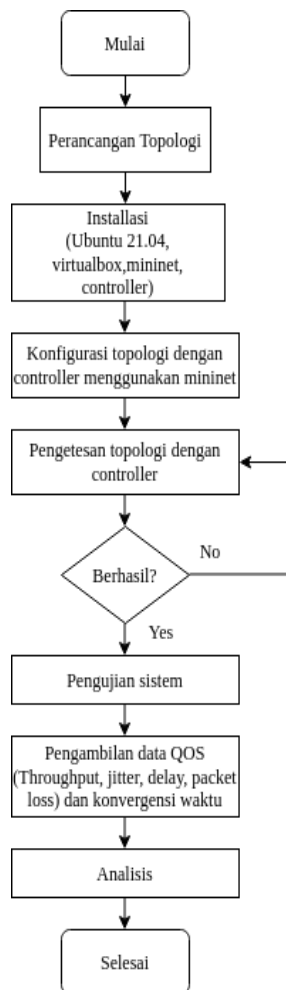 Mulai
Perancangan Topologi
Installasi
(Ubuntu 21.04,
virtualbox,mininet,
controller)
Konfigurasi topologi dengan
controller menggunakan mininet
Pengetesan topologi dengan
controller
Berhasil?
No
Yes
Pengujian sistem
Pengambilan data QOS
(Throughput, jitter, delay, packet
loss) dan konvergensi waktu
Analisis
Selesai